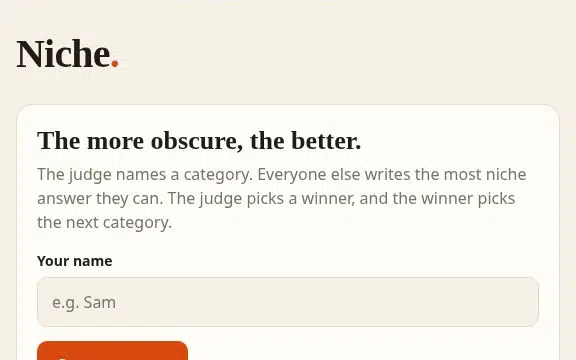 Niche.
The more obscure, the better.
The judge names a category. Everyone else writes the most niche
answer they can. The judge picks a winner, and the winner picks
the next category.
Your name
e.g. Sam